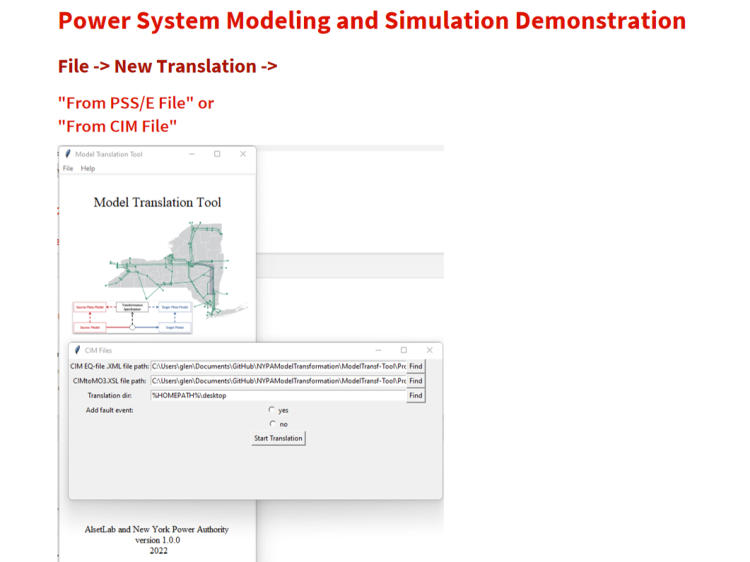 Power System Modeling and Simulation Demonstration
File -> New Translation ->
"From PSS/E File" or
"From CIM File"
Model Translation Tool
File Help
Model Translation Tool
Source Meta-Model
Transformation Specification
Target Meta-Model
Source Model
Target Model
CIM Files
CIM EQ-file .XML file path: C:\Users\glen\Documents\GitHub\NYPAModelTransformation\ModelTransf-Tool\Prc Find
CIMtoMO3.XSL file path: C:\Users\glen\Documents\GitHub\NYPAModelTransformation\ModelTransf-Tool\Prc Find
Translation dir: %HOMEPATH%\desktop Find
Add fault event: yes
no
Start Translation
AlsetLab and New York Power Authority
version 1.0.0
2022